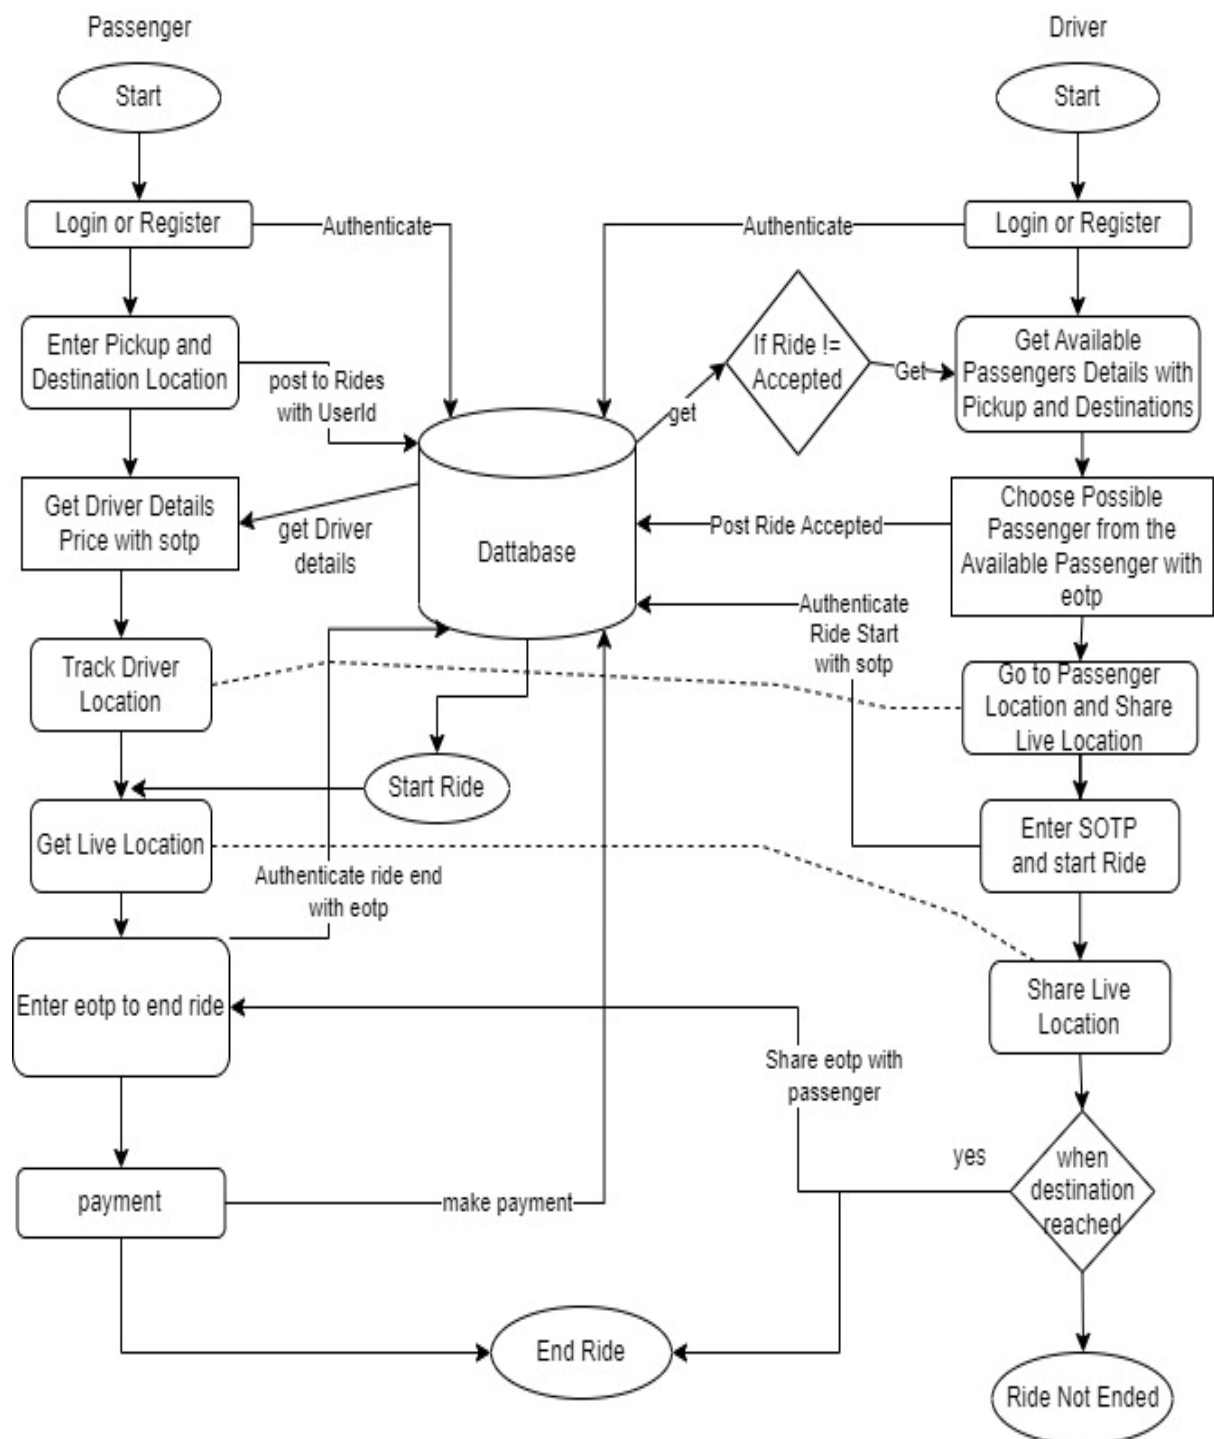 Passenger
Driver
Start
Start
Login or Register
Authenticate
Authenticate
Login or Register
Enter Pickup and
Destination Location
post to Rides
with UserId
If Ride !=
Accepted
get
Get
Get Available
Passengers Details with
Pickup and Destinations
Get Driver Details
Price with sotp
get Driver
details
Dattabase
Post Ride Accepted
Choose Possible
Passenger from the
Available Passenger with
eotp
Authenticate
Ride Start
with sotp
Track Driver
Location
Go to Passenger
Location and Share
Live Location
Start Ride
Get Live Location
Enter SOTP
and start Ride
Authenticate ride end
with eotp
Enter eotp to end ride
Share Live
Location
Share eotp with
passenger
yes
when
destination
reached
payment
make payment
End Ride
Ride Not Ended